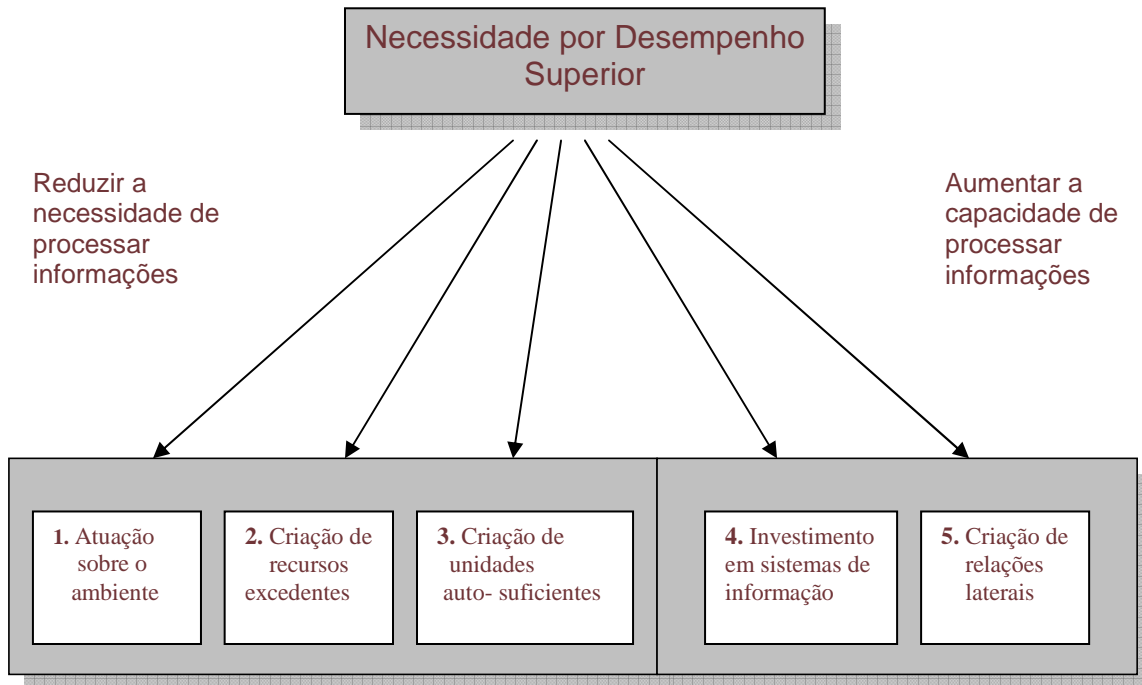 Necessidade por Desempenho
Superior
Reduzir a
necessidade de
processar
informações
Aumentar a
capacidade de
processar
informações
1. Atuação
sobre o
ambiente
2. Criação de
recursos
excedentes
3. Criação de
unidades
auto- suficientes
4. Investimento
em sistemas de
informação
5. Criação de
relações
laterais